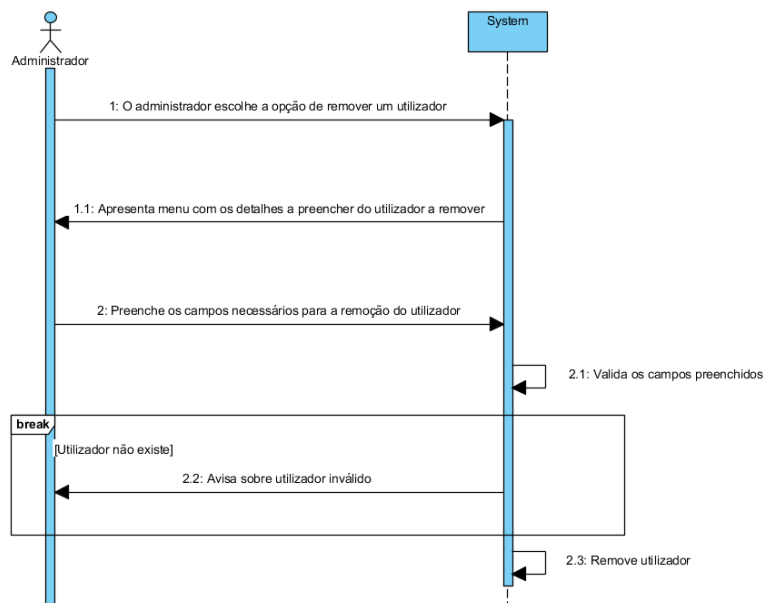 System
Administrador
1: O administrador escolhe a opção de remover um utilizador
1.1: Apresenta menu com os detalhes a preencher do utilizador a remover
2: Preenche os campos necessários para a remoção do utilizador
2.1: Valida os campos preenchidos
break
[Utilizador não existe]
2.2: Avisa sobre utilizador inválido
2.3: Remove utilizador